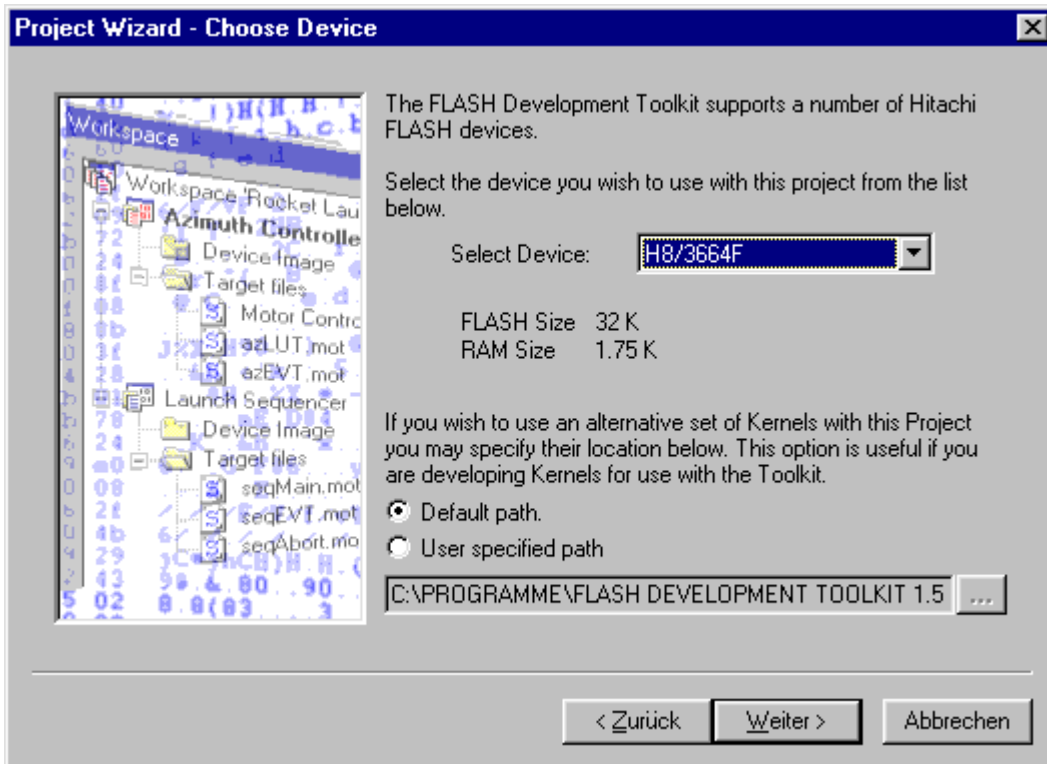 Project Wizard - Choose Device
Workspace
Workspace 'Rocket Lau
Azimuth Controlle
Device Image
Target files
Motor Contro
azLUT.mot
azEVT.mot
Launch Sequencer
Device Image
Target files
seqMain.mot
seqEVT.mot
seqAbort.mo
The FLASH Development Toolkit supports a number of Hitachi
FLASH devices.
Select the device you wish to use with this project from the list
below.
Select Device: H8/3664F
FLASH Size 32 K
RAM Size 1.75 K
If you wish to use an alternative set of Kernels with this Project
you may specify their location below. This option is useful if you
are developing Kernels for use with the Toolkit.
Default path.
User specified path
C:\PROGRAMME\FLASH DEVELOPMENT TOOLKIT 1.5 ...
< Zurück Weiter > Abbrechen